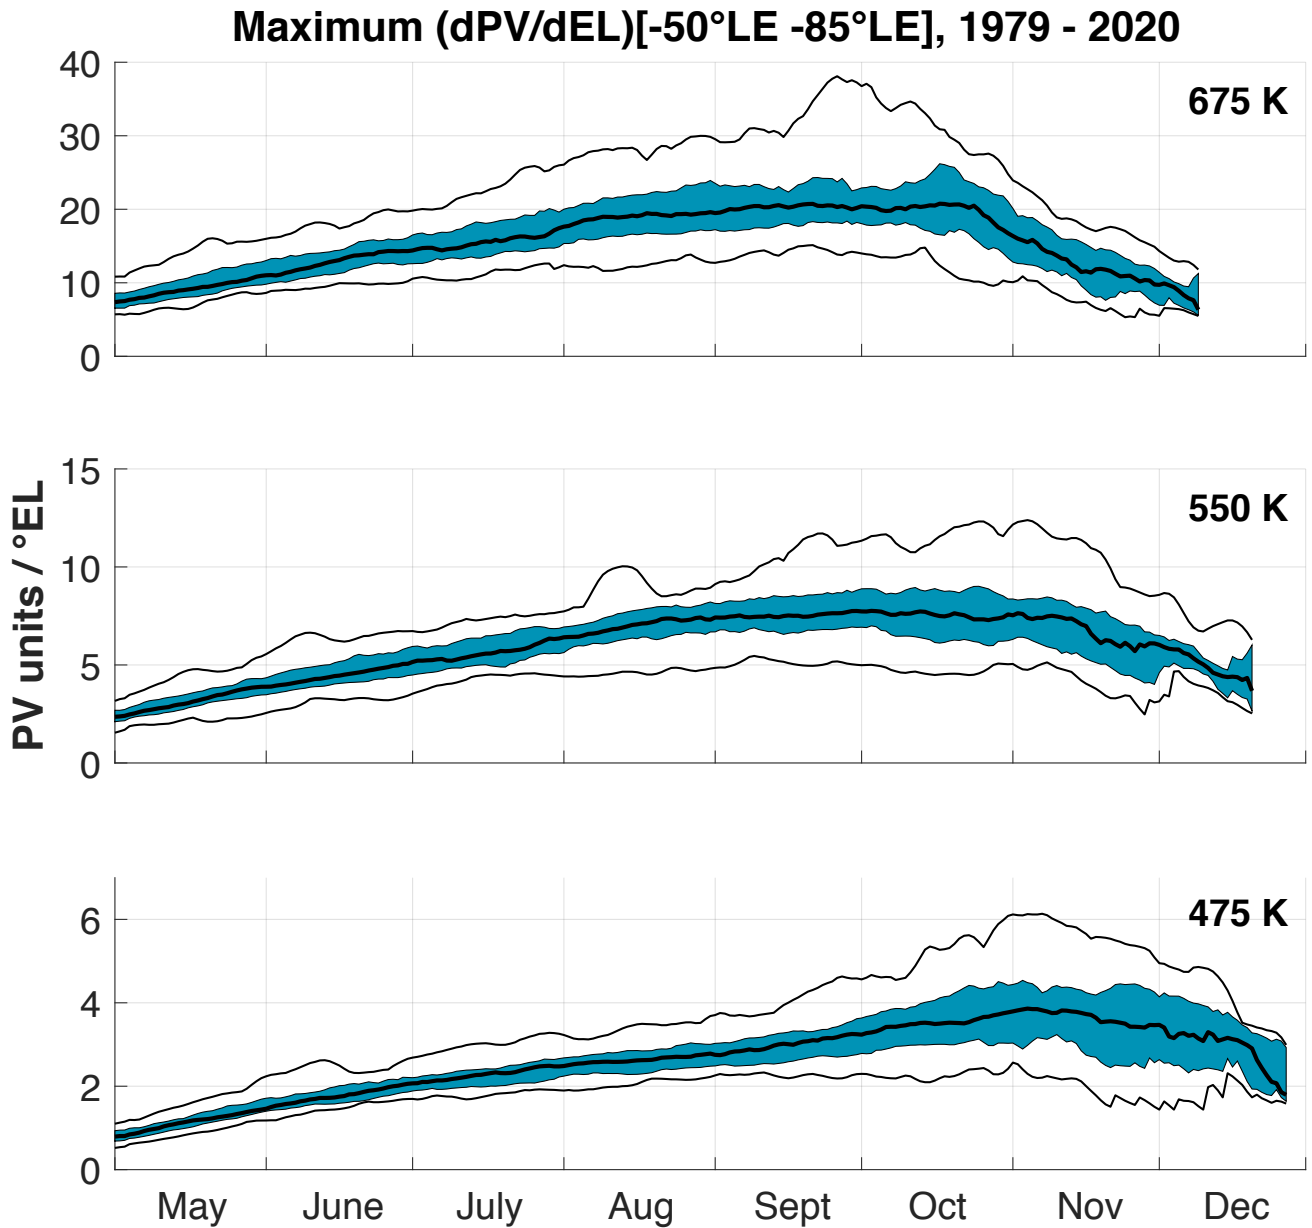 Maximum (dPV/dEL)[-50°LE -85°LE], 1979 - 2020
40
30
20
10
0
675 K
15
10
5
0
550 K
PV units / °EL
6
4
2
0
475 K
May June July Aug Sept Oct Nov Dec